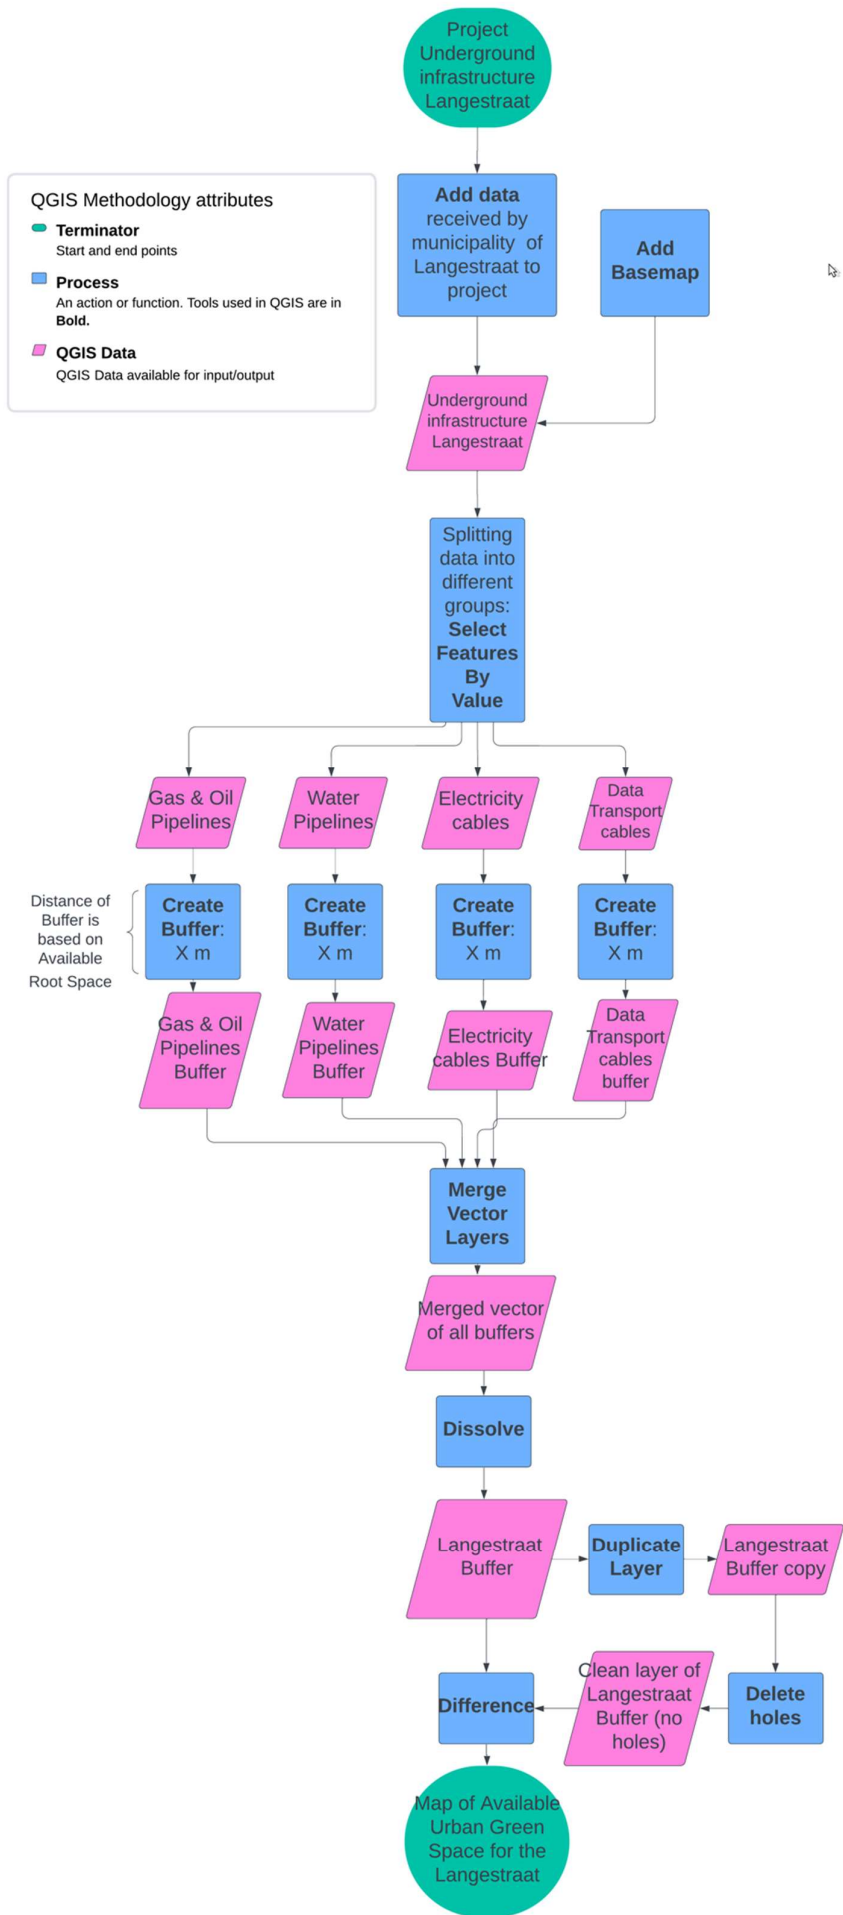 Project
Underground
infrastructure
Langestraat
QGIS Methodology attributes
Terminator
Start and end points
Process
An action or function. Tools used in QGIS are in
Bold.
QGIS Data
QGIS Data available for input/output
Add data
received by
municipality of
Langestraat to
project
Add
Basemap
Underground
infrastructure
Langestraat
Splitting
data into
different
groups:
Select
Features
By
Value
Gas & Oil
Pipelines
Water
Pipelines
Electricity
cables
Data
Transport
cables
Distance of
Buffer is
based on
Available
Root Space
Create
Buffer:
X m
Create
Buffer:
X m
Create
Buffer:
X m
Create
Buffer:
X m
Gas & Oil
Pipelines
Buffer
Water
Pipelines
Buffer
Electricity
cables Buffer
Data
Transport
cables
buffer
Merge
Vector
Layers
Merged vector
of all buffers
Dissolve
Langestraat
Buffer
Duplicate
Layer
Langestraat
Buffer copy
Difference
Clean layer of
Langestraat
Buffer (no
holes)
Delete
holes
Map of Available
Urban Green
Space for the
Langestraat